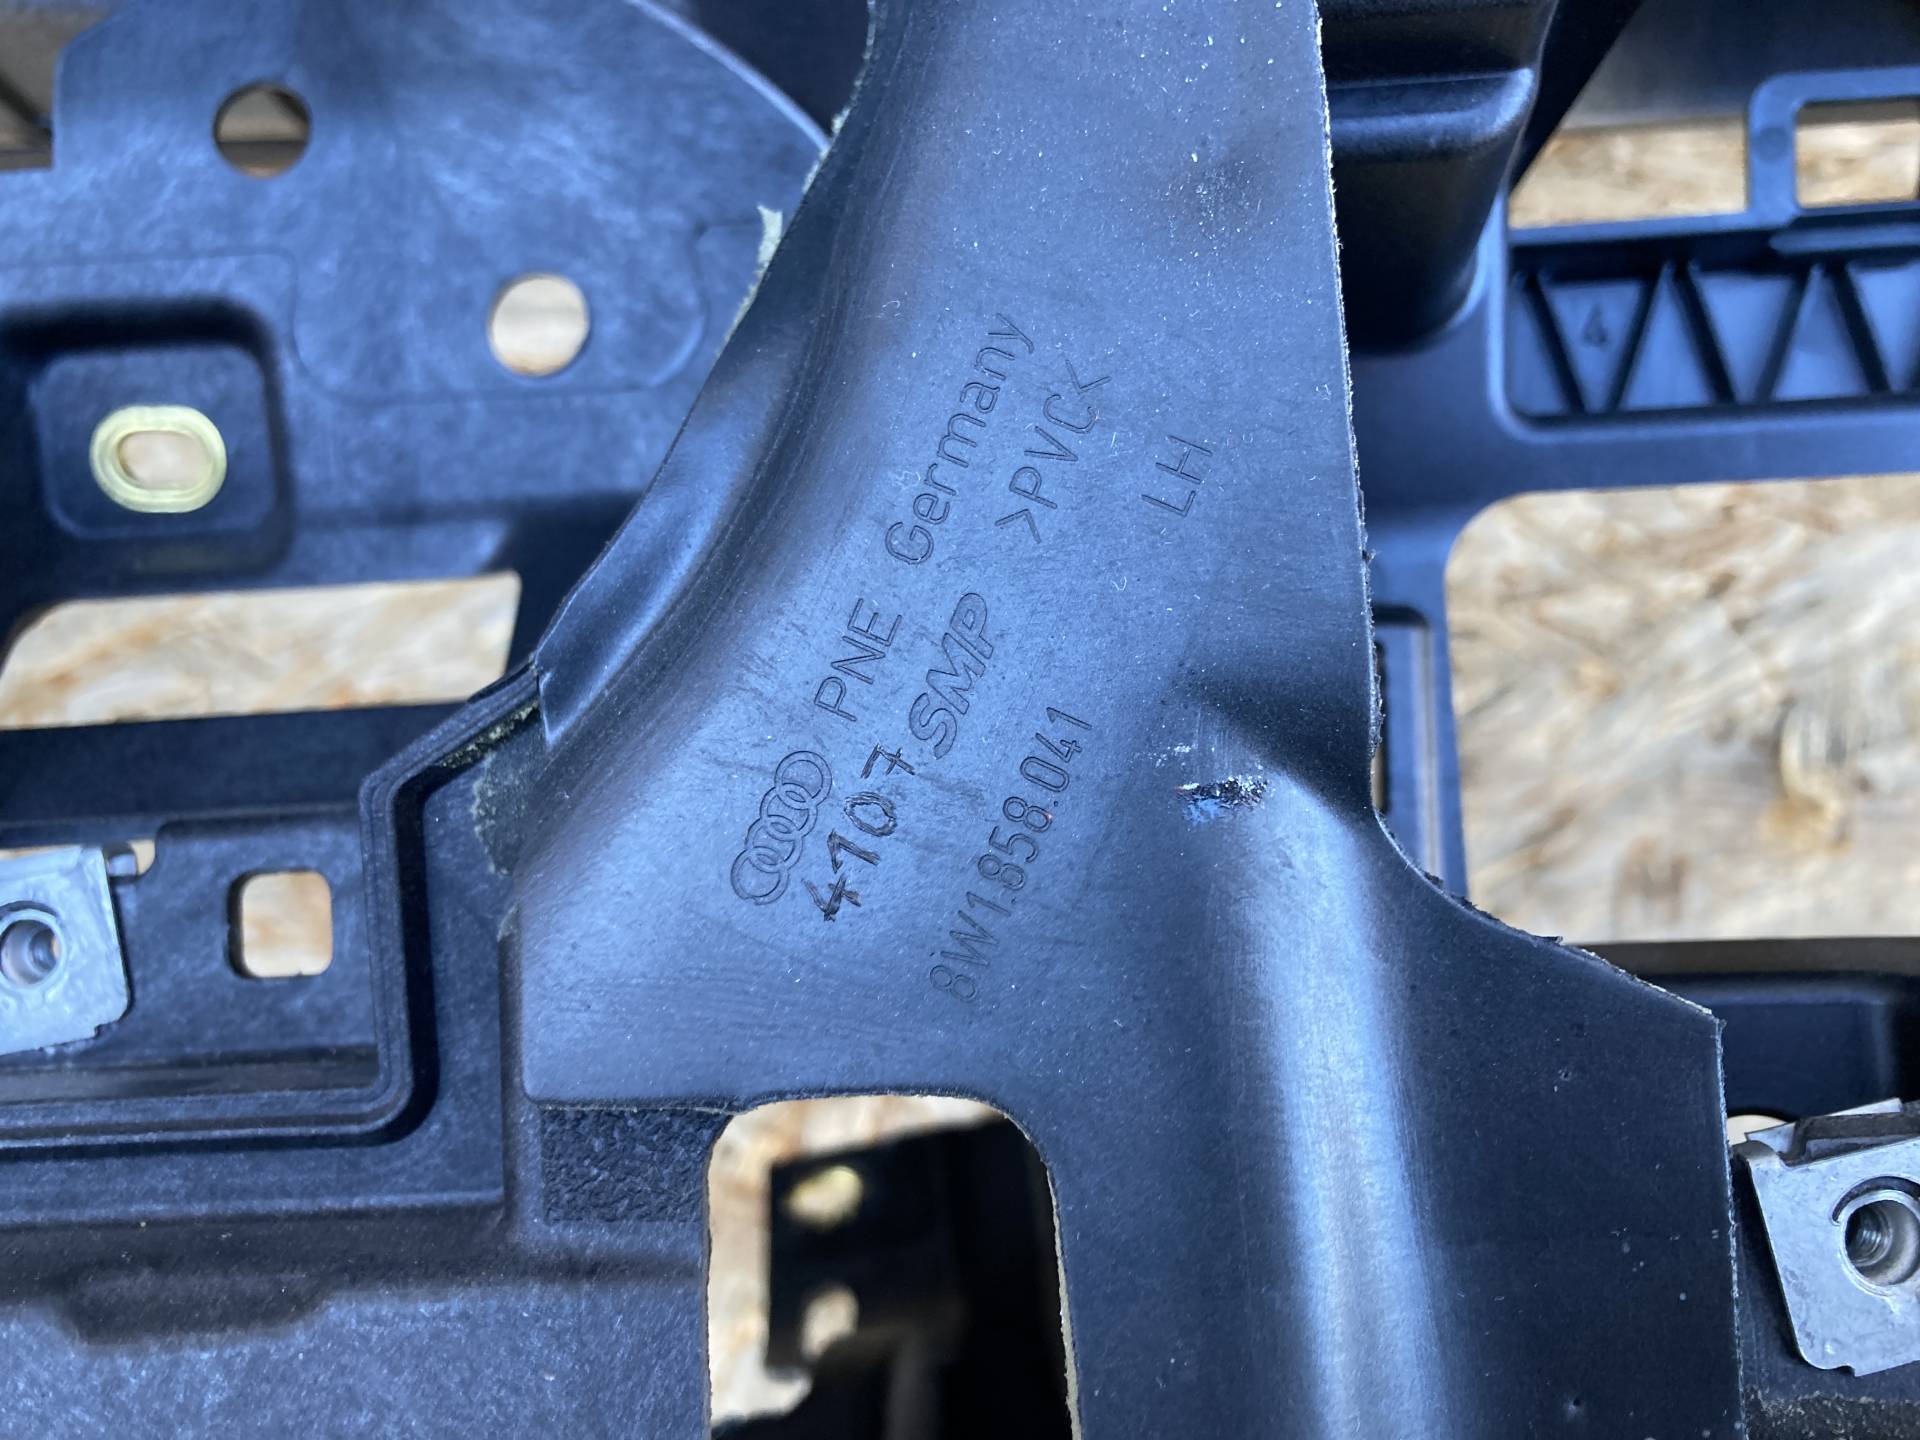 PNE Germany
4107 SMP >PVC<
8W1.858.041 LH
4